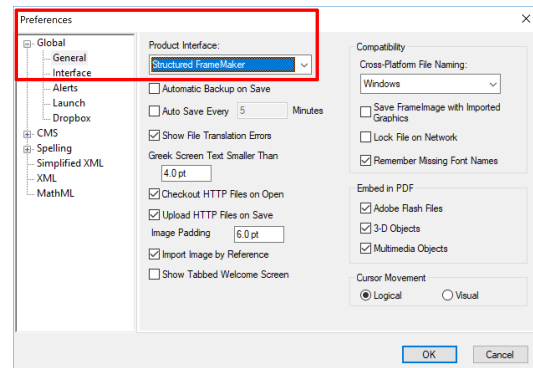 Preferences
Global
General
Interface
Alerts
Launch
Dropbox
CMS
Spelling
Simplified XML
XML
MathML
Product Interface:
Structured FrameMaker
Automatic Backup on Save
Auto Save Every 5 Minutes
Show File Translation Errors
Greek Screen Text Smaller Than
4.0 pt
Checkout HTTP Files on Open
Upload HTTP Files on Save
Image Padding 6.0 pt
Import Image by Reference
Show Tabbed Welcome Screen
Compatibility
Cross-Platform File Naming:
Windows
Save FrameImage with Imported
Graphics
Lock File on Network
Remember Missing Font Names
Embed in PDF
Adobe Flash Files
3-D Objects
Multimedia Objects
Cursor Movement
Logical Visual
OK Cancel